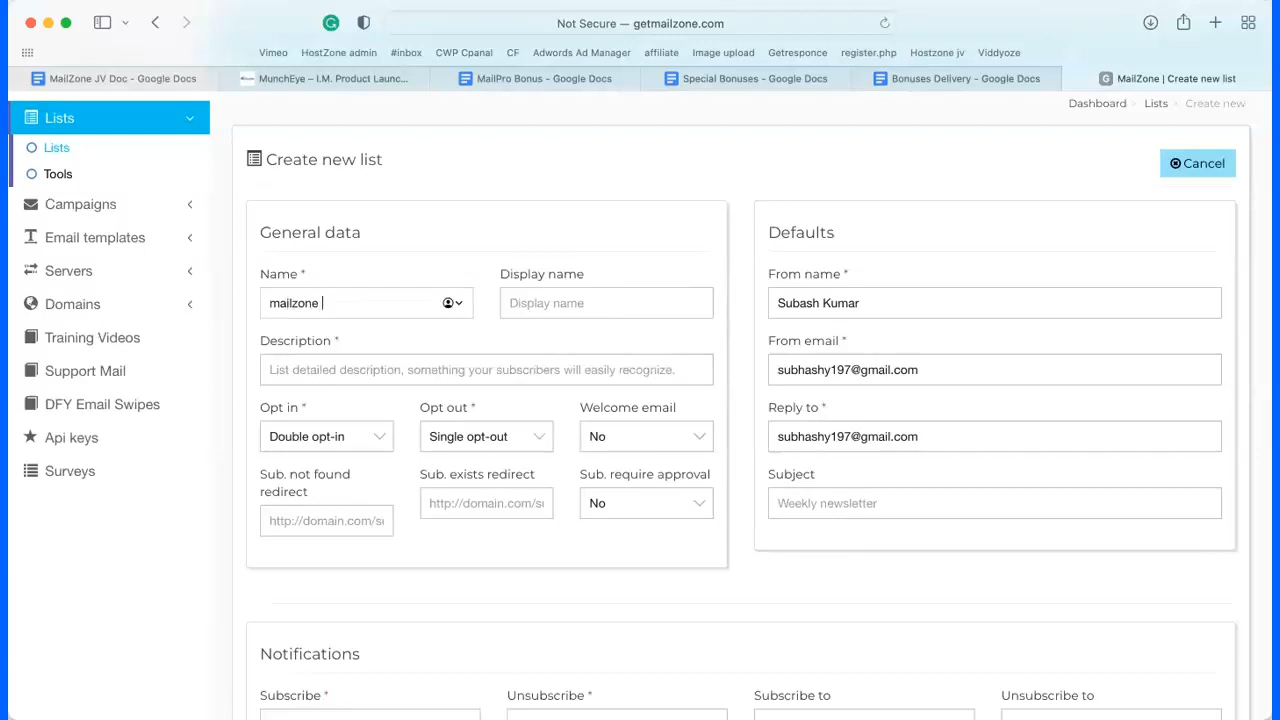 Not Secure — getmailzone.com
Vimeo HostZone admin #inbox CWP Cpanal CF Adwords Ad Manager affiliate Image upload Getresponce register.php Hostzone jv Viddyoze
MailZone JV Doc - Google Docs MunchEye – I.M. Product Launc... MailPro Bonus - Google Docs Special Bonuses - Google Docs Bonuses Delivery - Google Docs G MailZone | Create new list
Lists
Lists
Tools
Campaigns
Email templates
Servers
Domains
Training Videos
Support Mail
DFY Email Swipes
Api keys
Surveys
Dashboard Lists Create new
Create new list
Cancel
General data
Name *
Display name
mailzone
Display name
Description *
List detailed description, something your subscribers will easily recognize.
Opt in *
Opt out *
Welcome email
Double opt-in
Single opt-out
No
Sub. not found
redirect
Sub. exists redirect
Sub. require approval
http://domain.com/s
http://domain.com/su
No
Defaults
From name *
Subash Kumar
From email *
subhashy197@gmail.com
Reply to *
subhashy197@gmail.com
Subject
Weekly newsletter
Notifications
Subscribe *
Unsubscribe *
Subscribe to
Unsubscribe to